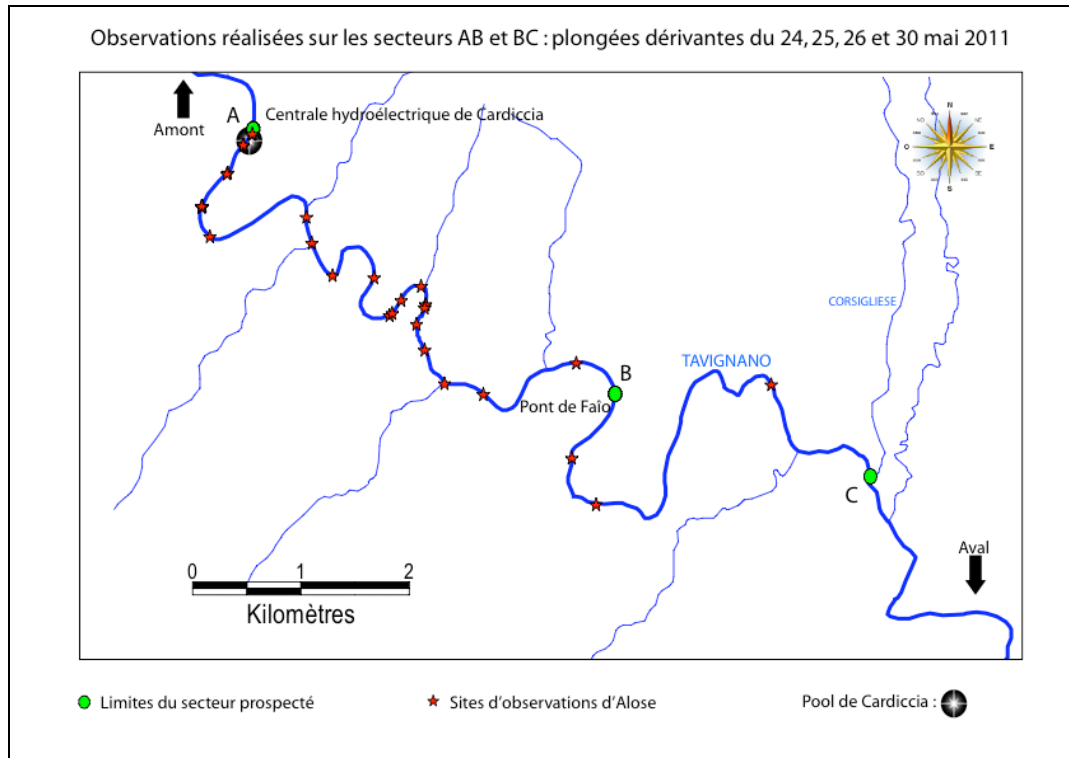 Observations réalisées sur les secteurs AB et BC : plongées dérivantes du 24, 25, 26 et 30 mai 2011
A
Centrale hydroélectrique de Cardiccia
Amont
N
O
E
S
CORSIGLIESE
TAVIGNANO
B
Pont de Faîo
C
Aval
0 1 2
Kilomètres
Limites du secteur prospecté
Sites d'observations d'Alose
Pool de Cardiccia :